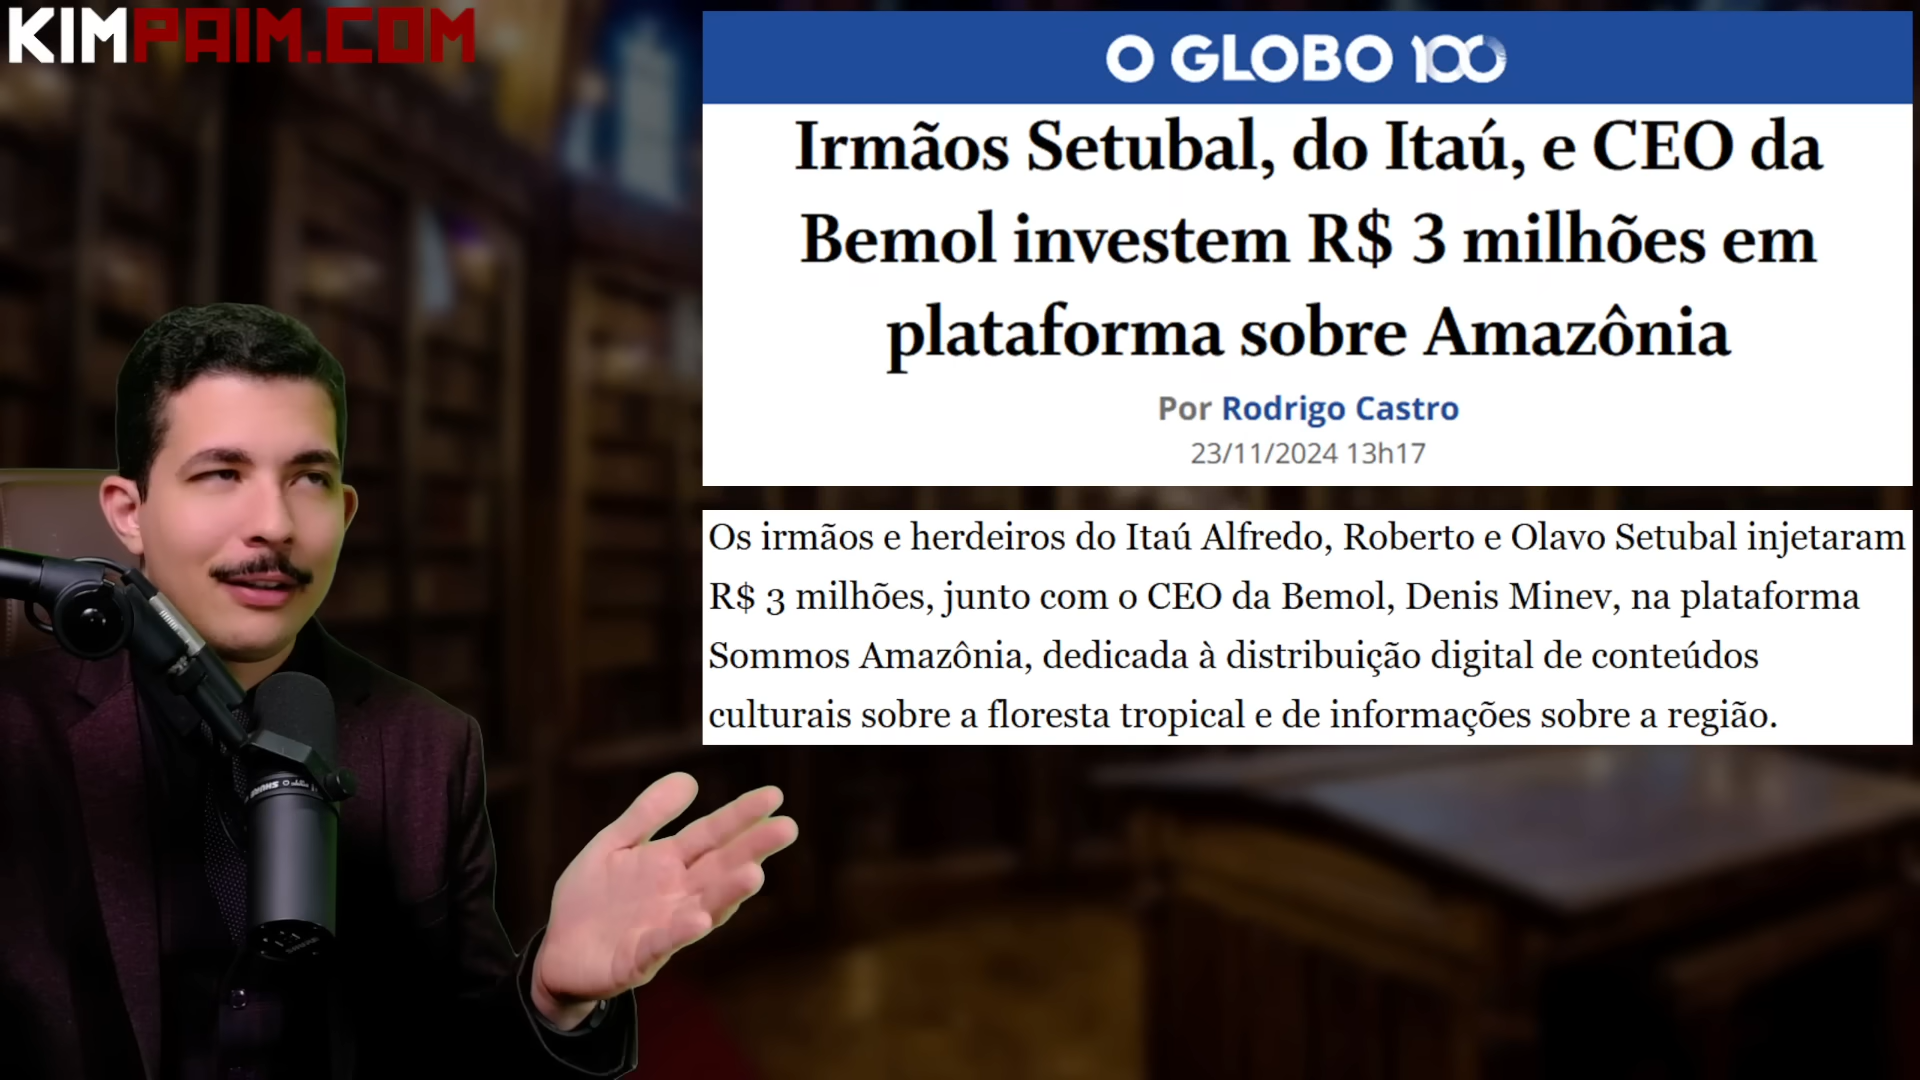 KIMPAIM.COM
O GLOBO 100
Irmãos Setubal, do Itaú, e CEO da
Bemol investem R$ 3 milhões em
plataforma sobre Amazônia
Por Rodrigo Castro
23/11/2024 13h17
Os irmãos e herdeiros do Itaú Alfredo, Roberto e Olavo Setubal injetaram
R$ 3 milhões, junto com o CEO da Bemol, Denis Minev, na plataforma
Sommos Amazônia, dedicada à distribuição digital de conteúdos
culturais sobre a floresta tropical e de informações sobre a região.
SHURE